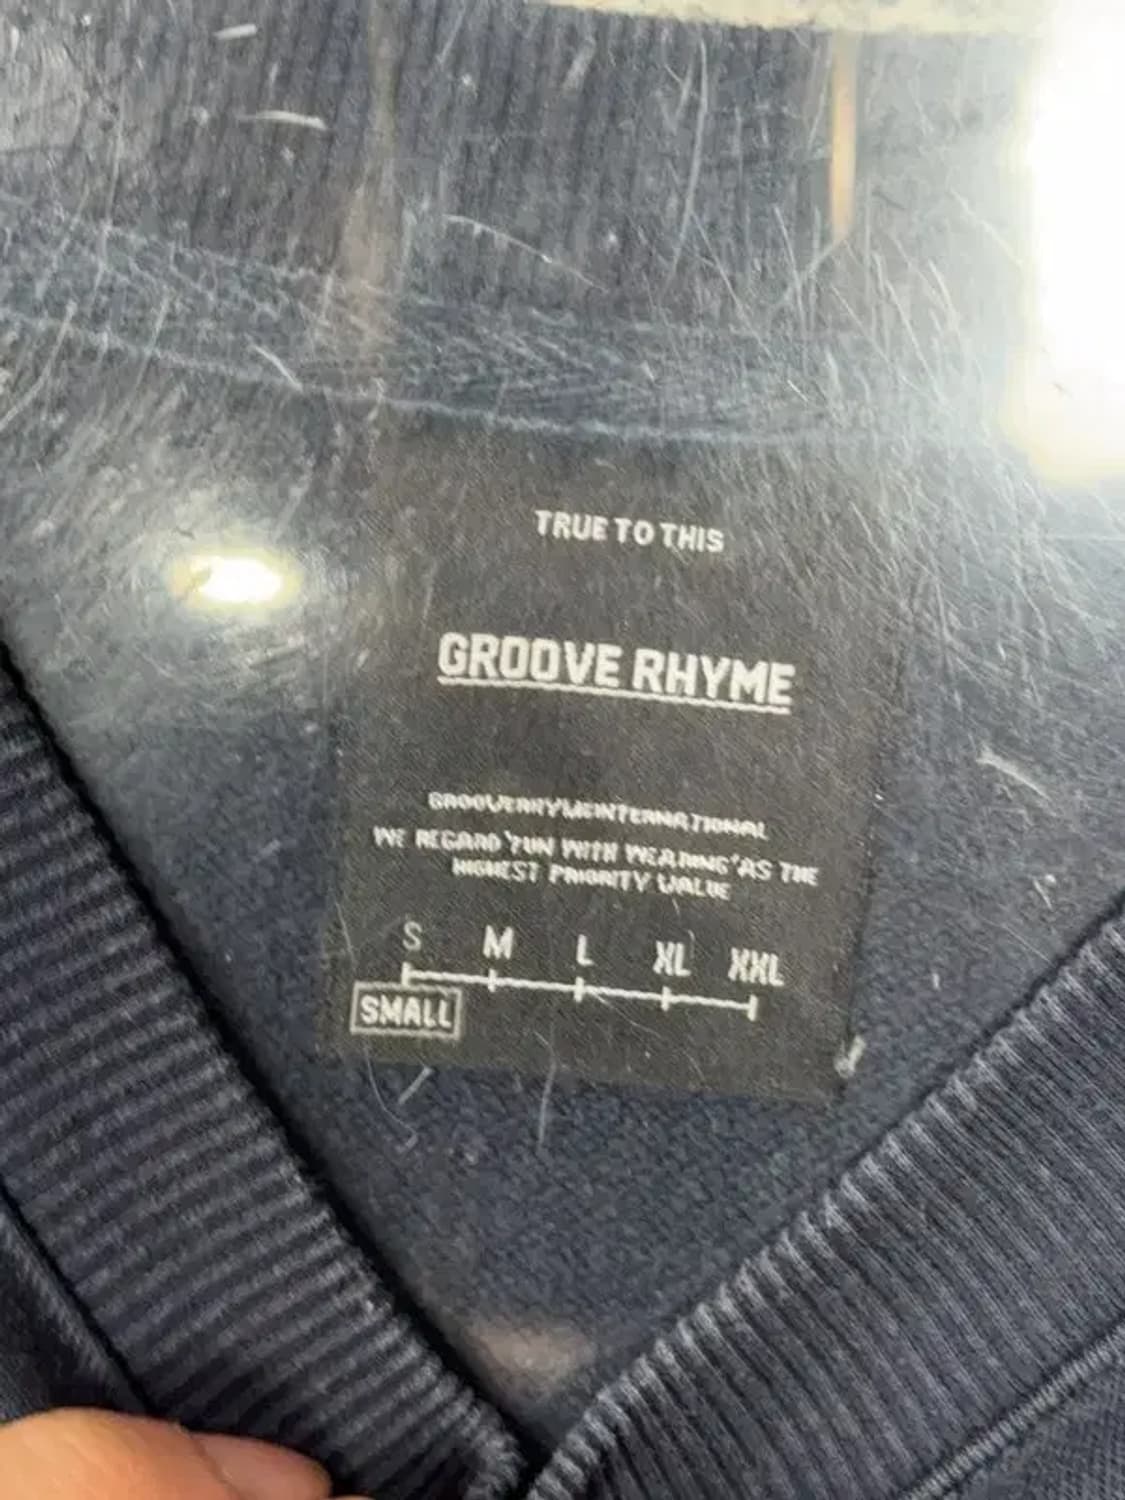 TRUE TO THIS
GROOVE RHYME
GROOVERHYMEINTERNATIONAL
WE REGARD 'FUN WITH WEARING' AS THE
HIGHEST PRIORITY VALUE
S M L XL XXL
SMALL